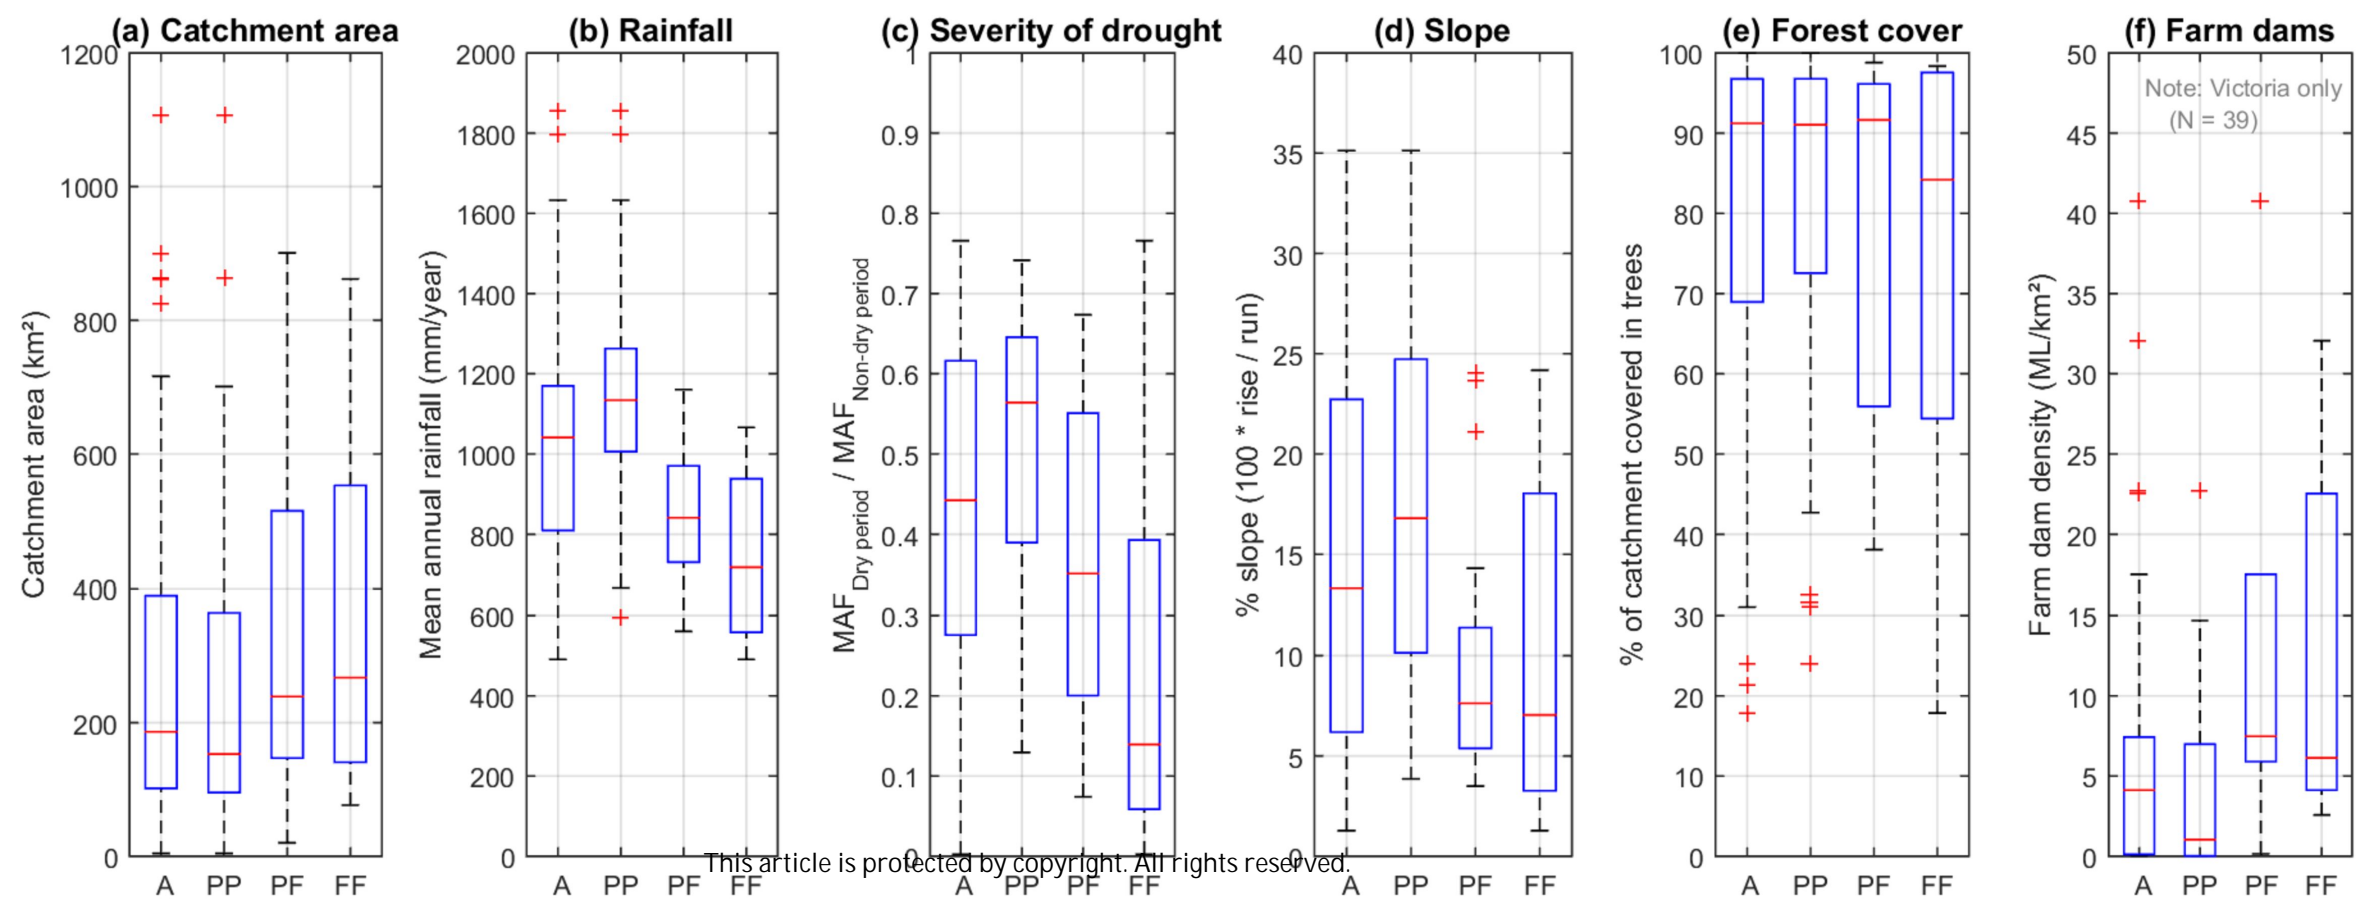 (a) Catchment area
Catchment area (km²)
1200
1000
800
600
400
200
0
A PP PF FF
(b) Rainfall
Mean annual rainfall (mm/year)
2000
1800
1600
1400
1200
1000
800
600
400
200
0
A PP PF FF
(c) Severity of drought
MAF Dry period / MAF Non-dry period
1
0.9
0.8
0.7
0.6
0.5
0.4
0.3
0.2
0.1
0
A PP PF FF
(d) Slope
% slope (100 * rise / run)
40
35
30
25
20
15
10
5
0
A PP PF FF
(e) Forest cover
% of catchment covered in trees
100
90
80
70
60
50
40
30
20
10
0
A PP PF FF
(f) Farm dams
Note: Victoria only
(N = 39)
Farm dam density (ML/km²)
50
45
40
35
30
25
20
15
10
5
0
A PP PF FF
This article is protected by copyright. All rights reserved.